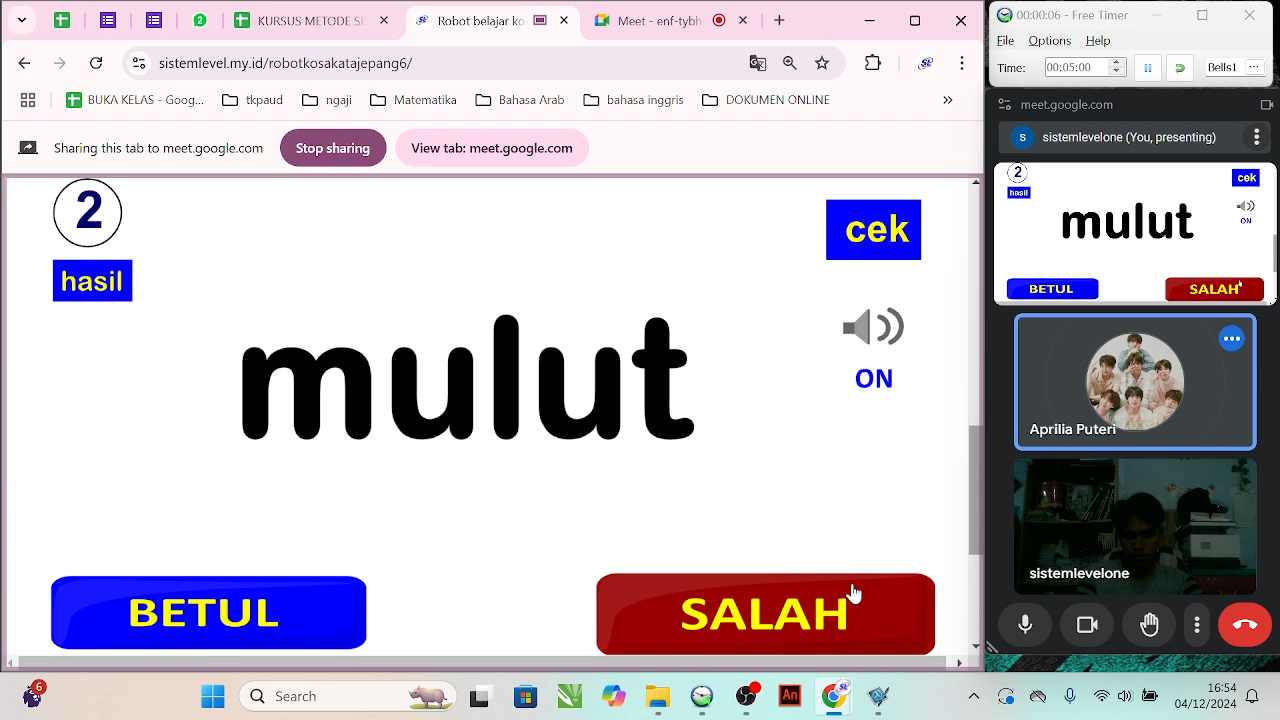 2
KURSUS METODE SI
Robot belajar ko
Meet - enf-tybh
sistemlevel.my.id/robotkosakatajepang6/
BUKA KELAS - Goog...
tkpaud
ngaji
Matematika
Bahasa Arab
bahasa inggris
DOKUMEN ONLINE
Sharing this tab to meet.google.com
Stop sharing
View tab: meet.google.com
2
hasil
cek
mulut
ON
BETUL
SALAH
00:00:06 - Free Timer
File Options Help
Time:
00:05:00
Bells1
...
meet.google.com
s
sistemlevelone (You, presenting)
2
hasil
cek
mulut
ON
BETUL
SALAH
Aprilia Puteri
sistemlevelone
6
Search
An
16:54
04/12/2024